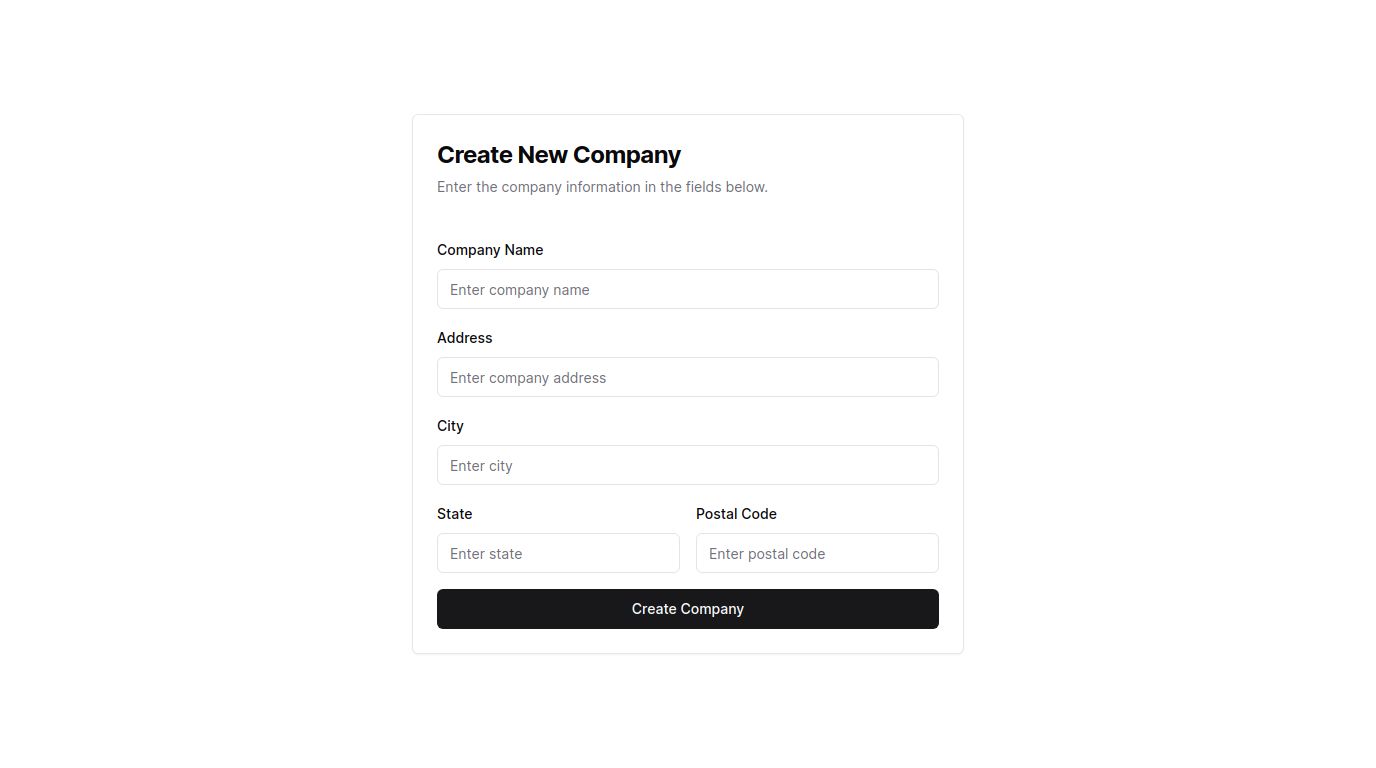 Create New Company
Enter the company information in the fields below.
Company Name
Enter company name
Address
Enter company address
City
Enter city
State
Postal Code
Enter state
Enter postal code
Create Company